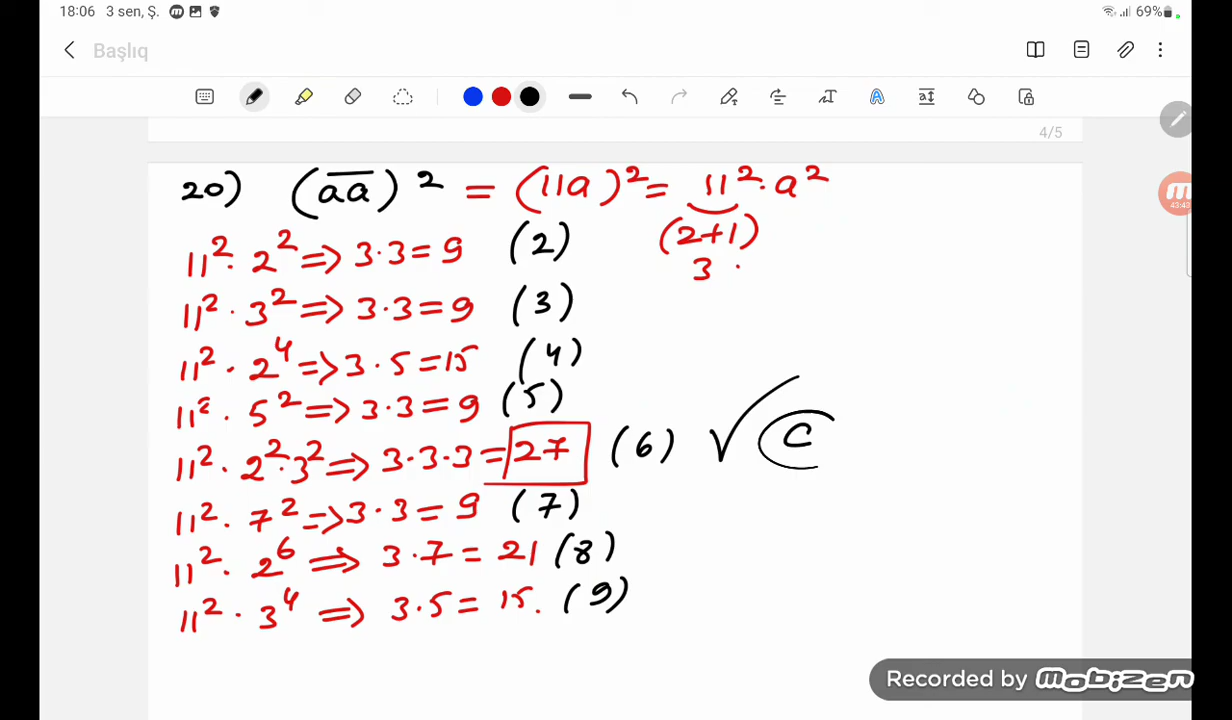 18:06 3 sen, Ş. 69%
Başlıq
4/5
20) (aa̅)² = (11a)² = 11² · a²
(2+1)
3 ·
11² · 2² => 3·3 = 9 (2)
11² · 3² => 3·3 = 9 (3)
11² · 2⁴ => 3·5 = 15 (4)
11² · 5² => 3·3 = 9 (5)
11² · 2² · 3² => 3·3·3 = 27 (6) √ C
11² · 7² => 3·3 = 9 (7)
11² · 2⁶ => 3·7 = 21 (8)
11² · 3⁴ => 3·5 = 15. (9)
43:43
Recorded by mobizen